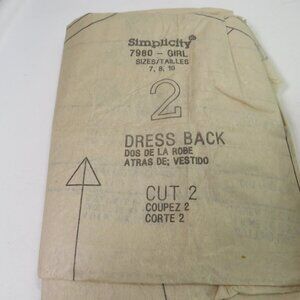 Simplicity®
7980 - GIRL
SIZES/TAILLES
7, 8, 10
2
DRESS BACK
DOS DE LA ROBE
ATRAS DE; VESTIDO
CUT 2
COUPEZ 2
CORTE 2